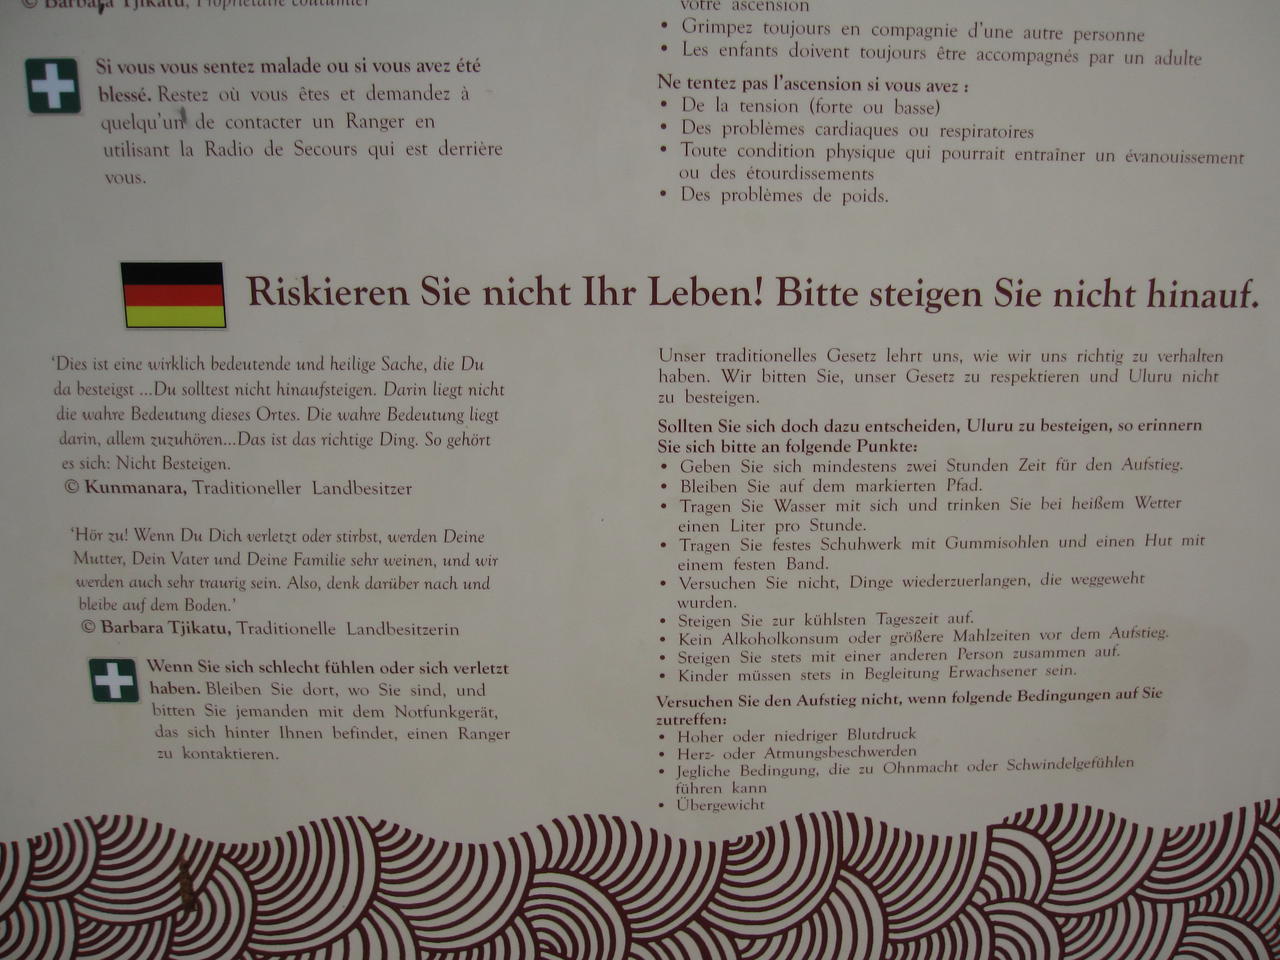 © Barbara Tjikatu, Propriétaire coutumier
Si vous vous sentez malade ou si vous avez été
blessé. Restez où vous êtes et demandez à
quelqu'un de contacter un Ranger en
utilisant la Radio de Secours qui est derrière
vous.
votre ascension
• Grimpez toujours en compagnie d'une autre personne
• Les enfants doivent toujours être accompagnés par un adulte
Ne tentez pas l'ascension si vous avez :
• De la tension (forte ou basse)
• Des problèmes cardiaques ou respiratoires
• Toute condition physique qui pourrait entraîner un évanouissement
ou des étourdissements
• Des problèmes de poids.
Riskieren Sie nicht Ihr Leben! Bitte steigen Sie nicht hinauf.
'Dies ist eine wirklich bedeutende und heilige Sache, die Du
da besteigst ...Du solltest nicht hinaufsteigen. Darin liegt nicht
die wahre Bedeutung dieses Ortes. Die wahre Bedeutung liegt
darin, allem zuzuhören...Das ist das richtige Ding. So gehört
es sich: Nicht Besteigen.
© Kunmanara, Traditioneller Landbesitzer
'Hör zu! Wenn Du Dich verletzt oder stirbst, werden Deine
Mutter, Dein Vater und Deine Familie sehr weinen, und wir
werden auch sehr traurig sein. Also, denk darüber nach und
bleibe auf dem Boden.'
© Barbara Tjikatu, Traditionelle Landbesitzerin
Wenn Sie sich schlecht fühlen oder sich verletzt
haben. Bleiben Sie dort, wo Sie sind, und
bitten Sie jemanden mit dem Notfunkgerät,
das sich hinter Ihnen befindet, einen Ranger
zu kontaktieren.
Unser traditionelles Gesetz lehrt uns, wie wir uns richtig zu verhalten
haben. Wir bitten Sie, unser Gesetz zu respektieren und Uluru nicht
zu besteigen.
Sollten Sie sich doch dazu entscheiden, Uluru zu besteigen, so erinnern
Sie sich bitte an folgende Punkte:
• Geben Sie sich mindestens zwei Stunden Zeit für den Aufstieg.
• Bleiben Sie auf dem markierten Pfad.
• Tragen Sie Wasser mit sich und trinken Sie bei heißem Wetter
einen Liter pro Stunde.
• Tragen Sie festes Schuhwerk mit Gummisohlen und einen Hut mit
einem festen Band.
• Versuchen Sie nicht, Dinge wiederzuerlangen, die weggeweht
wurden.
• Steigen Sie zur kühlsten Tageszeit auf.
• Kein Alkoholkonsum oder größere Mahlzeiten vor dem Aufstieg.
• Steigen Sie stets mit einer anderen Person zusammen auf.
• Kinder müssen stets in Begleitung Erwachsener sein.
Versuchen Sie den Aufstieg nicht, wenn folgende Bedingungen auf Sie
zutreffen:
• Hoher oder niedriger Blutdruck
• Herz- oder Atmungsbeschwerden
• Jegliche Bedingung, die zu Ohnmacht oder Schwindelgefühlen
führen kann
• Übergewicht